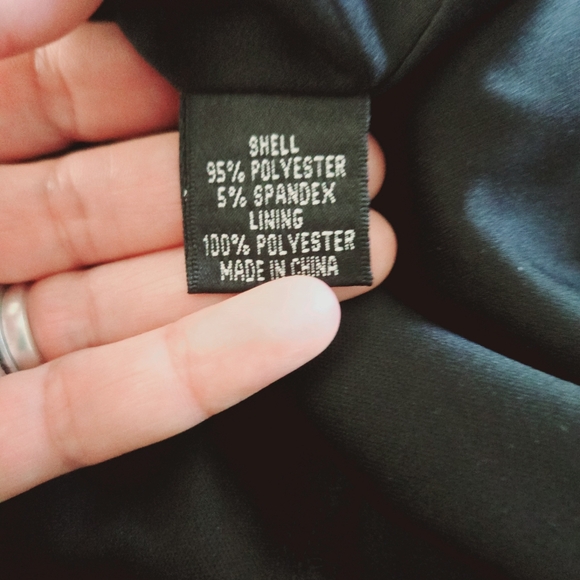 SHELL
95% POLYESTER
5% SPANDEX
LINING
100% POLYESTER
MADE IN CHINA